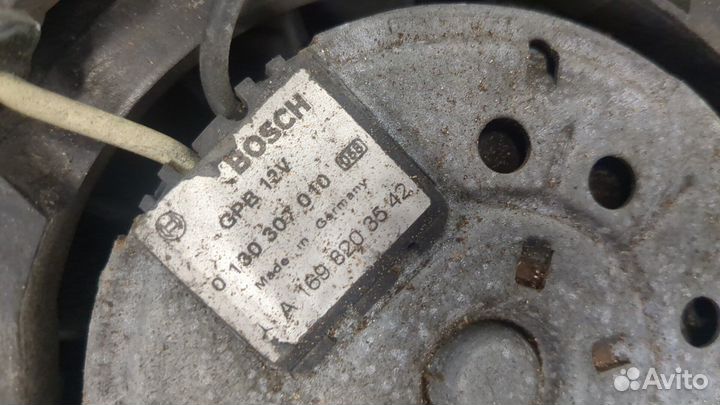 BOSCH
GPB 12V
0 130 307 010
Made in Germany
A 169 820 35 42
Avito